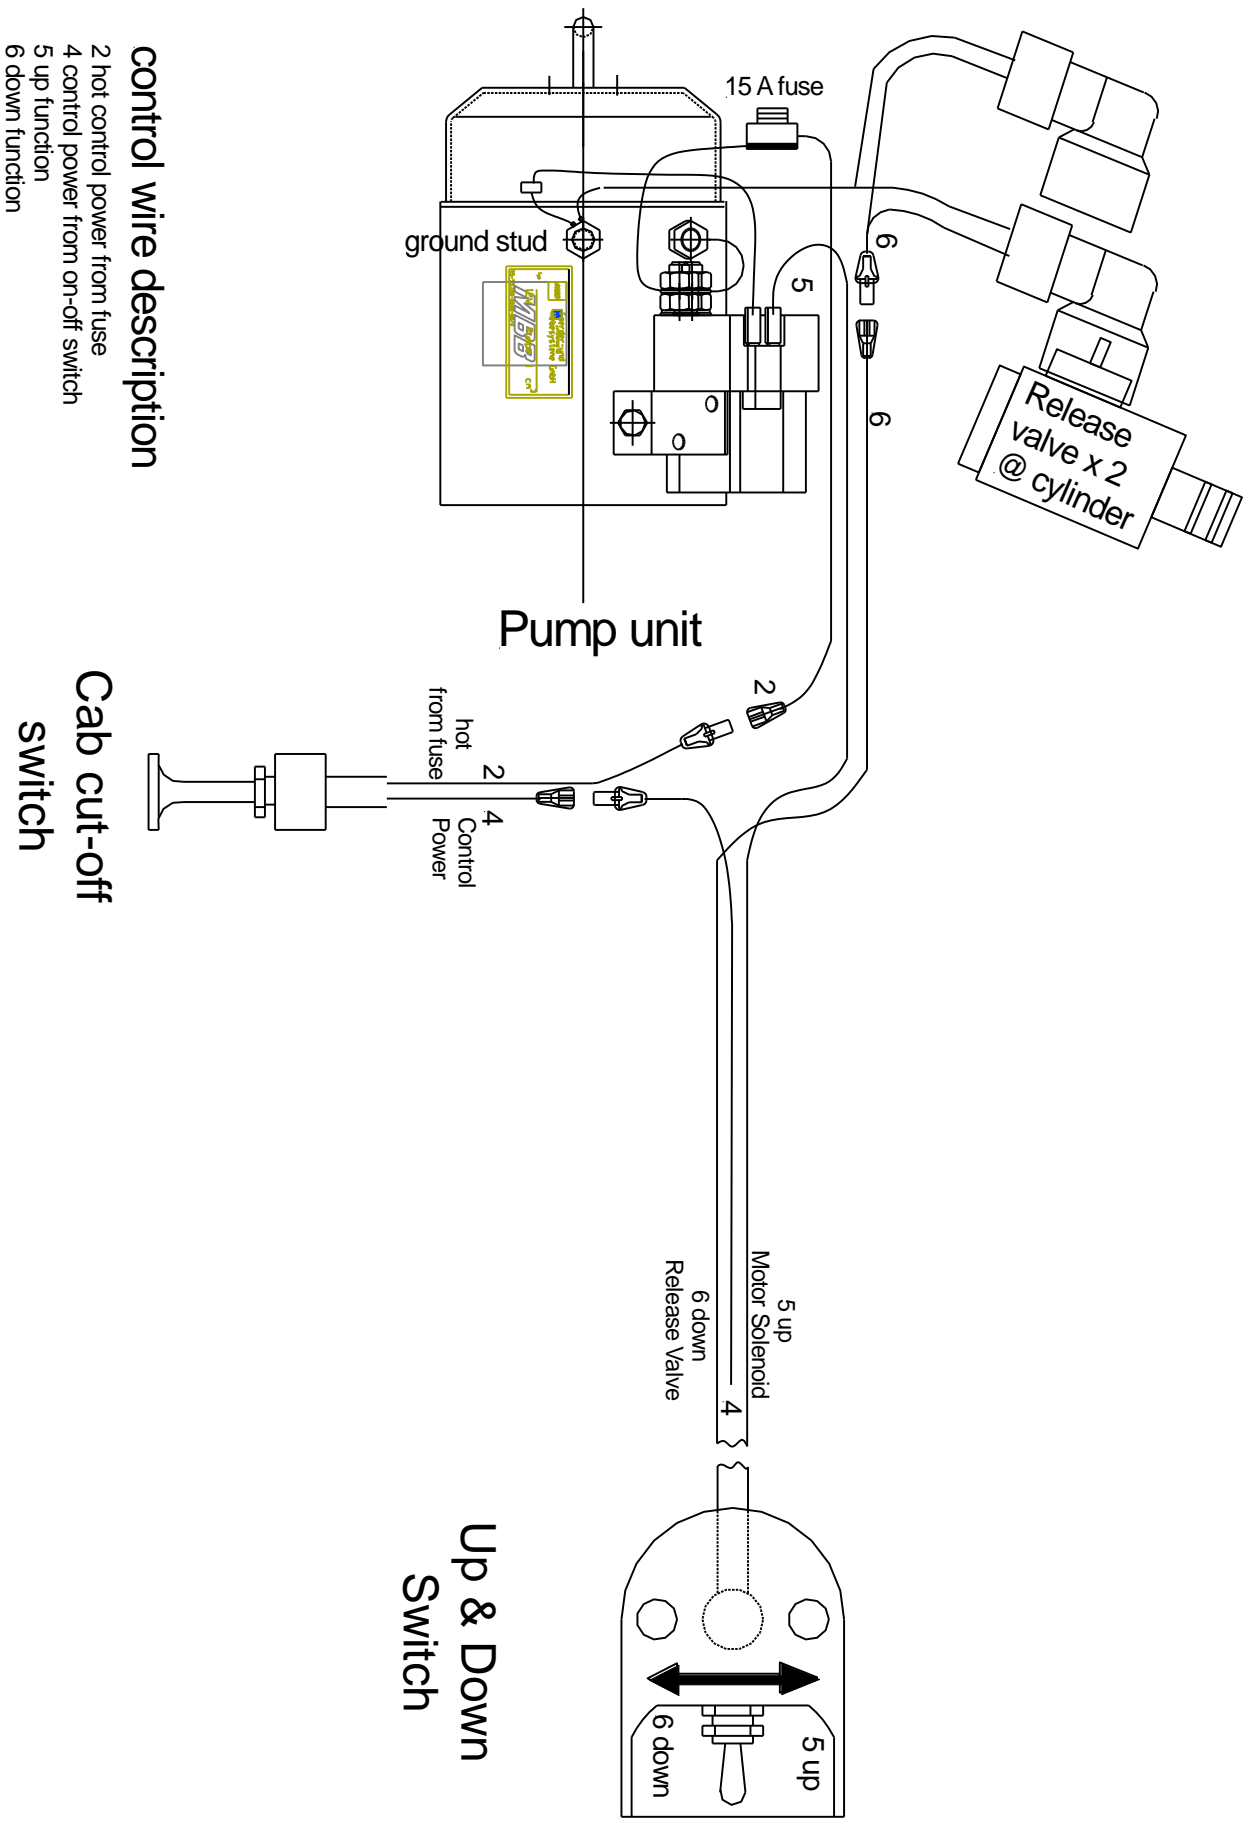 control wire description
2 hot control power from fuse
4 control power from on-off switch
5 up function
6 down function
15 A fuse
ground stud
MBB
5
6
6
Release
valve x 2
@ cylinder
Pump unit
2
hot
from fuse
2
4
Control
Power
Cab cut-off
switch
5 up
Motor Solenoid
6 down
Release Valve
4
Up & Down
Switch
5 up
6 down